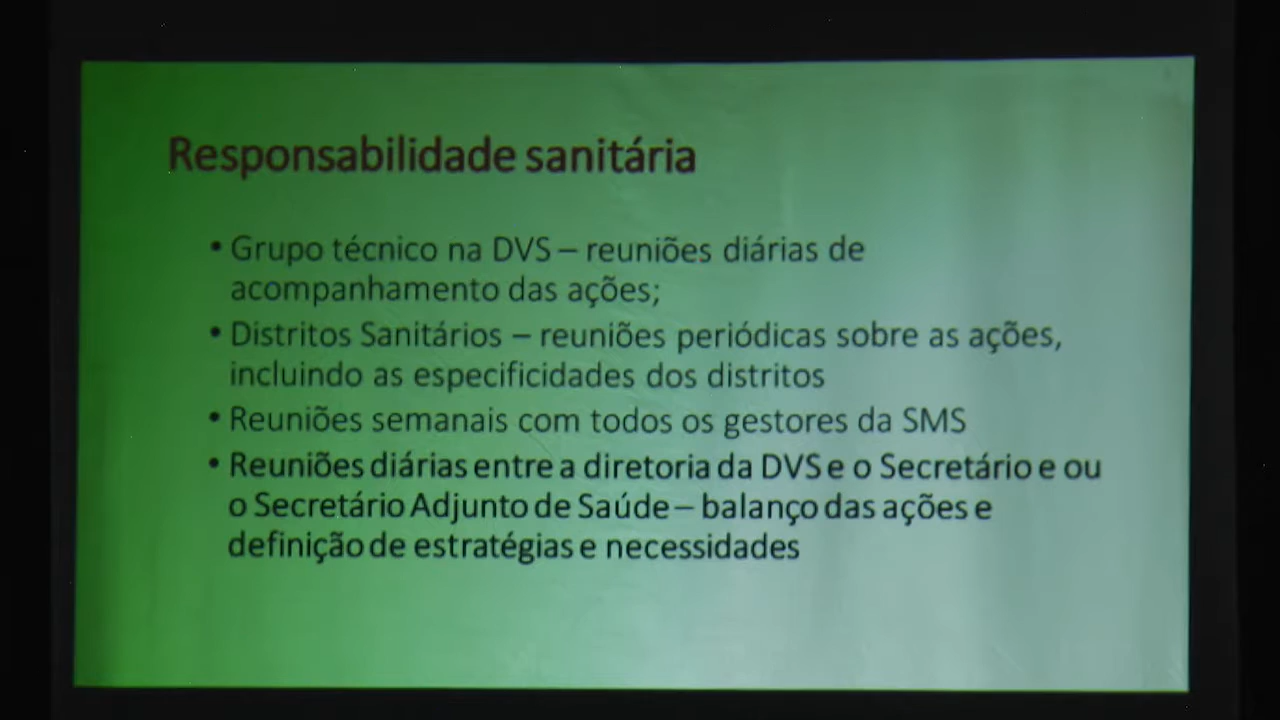 Responsabilidade sanitária
• Grupo técnico na DVS – reuniões diárias de
acompanhamento das ações;
• Distritos Sanitários – reuniões periódicas sobre as ações,
incluindo as especificidades dos distritos
• Reuniões semanais com todos os gestores da SMS
• Reuniões diárias entre a diretoria da DVS e o Secretário e ou
o Secretário Adjunto de Saúde – balanço das ações e
definição de estratégias e necessidades